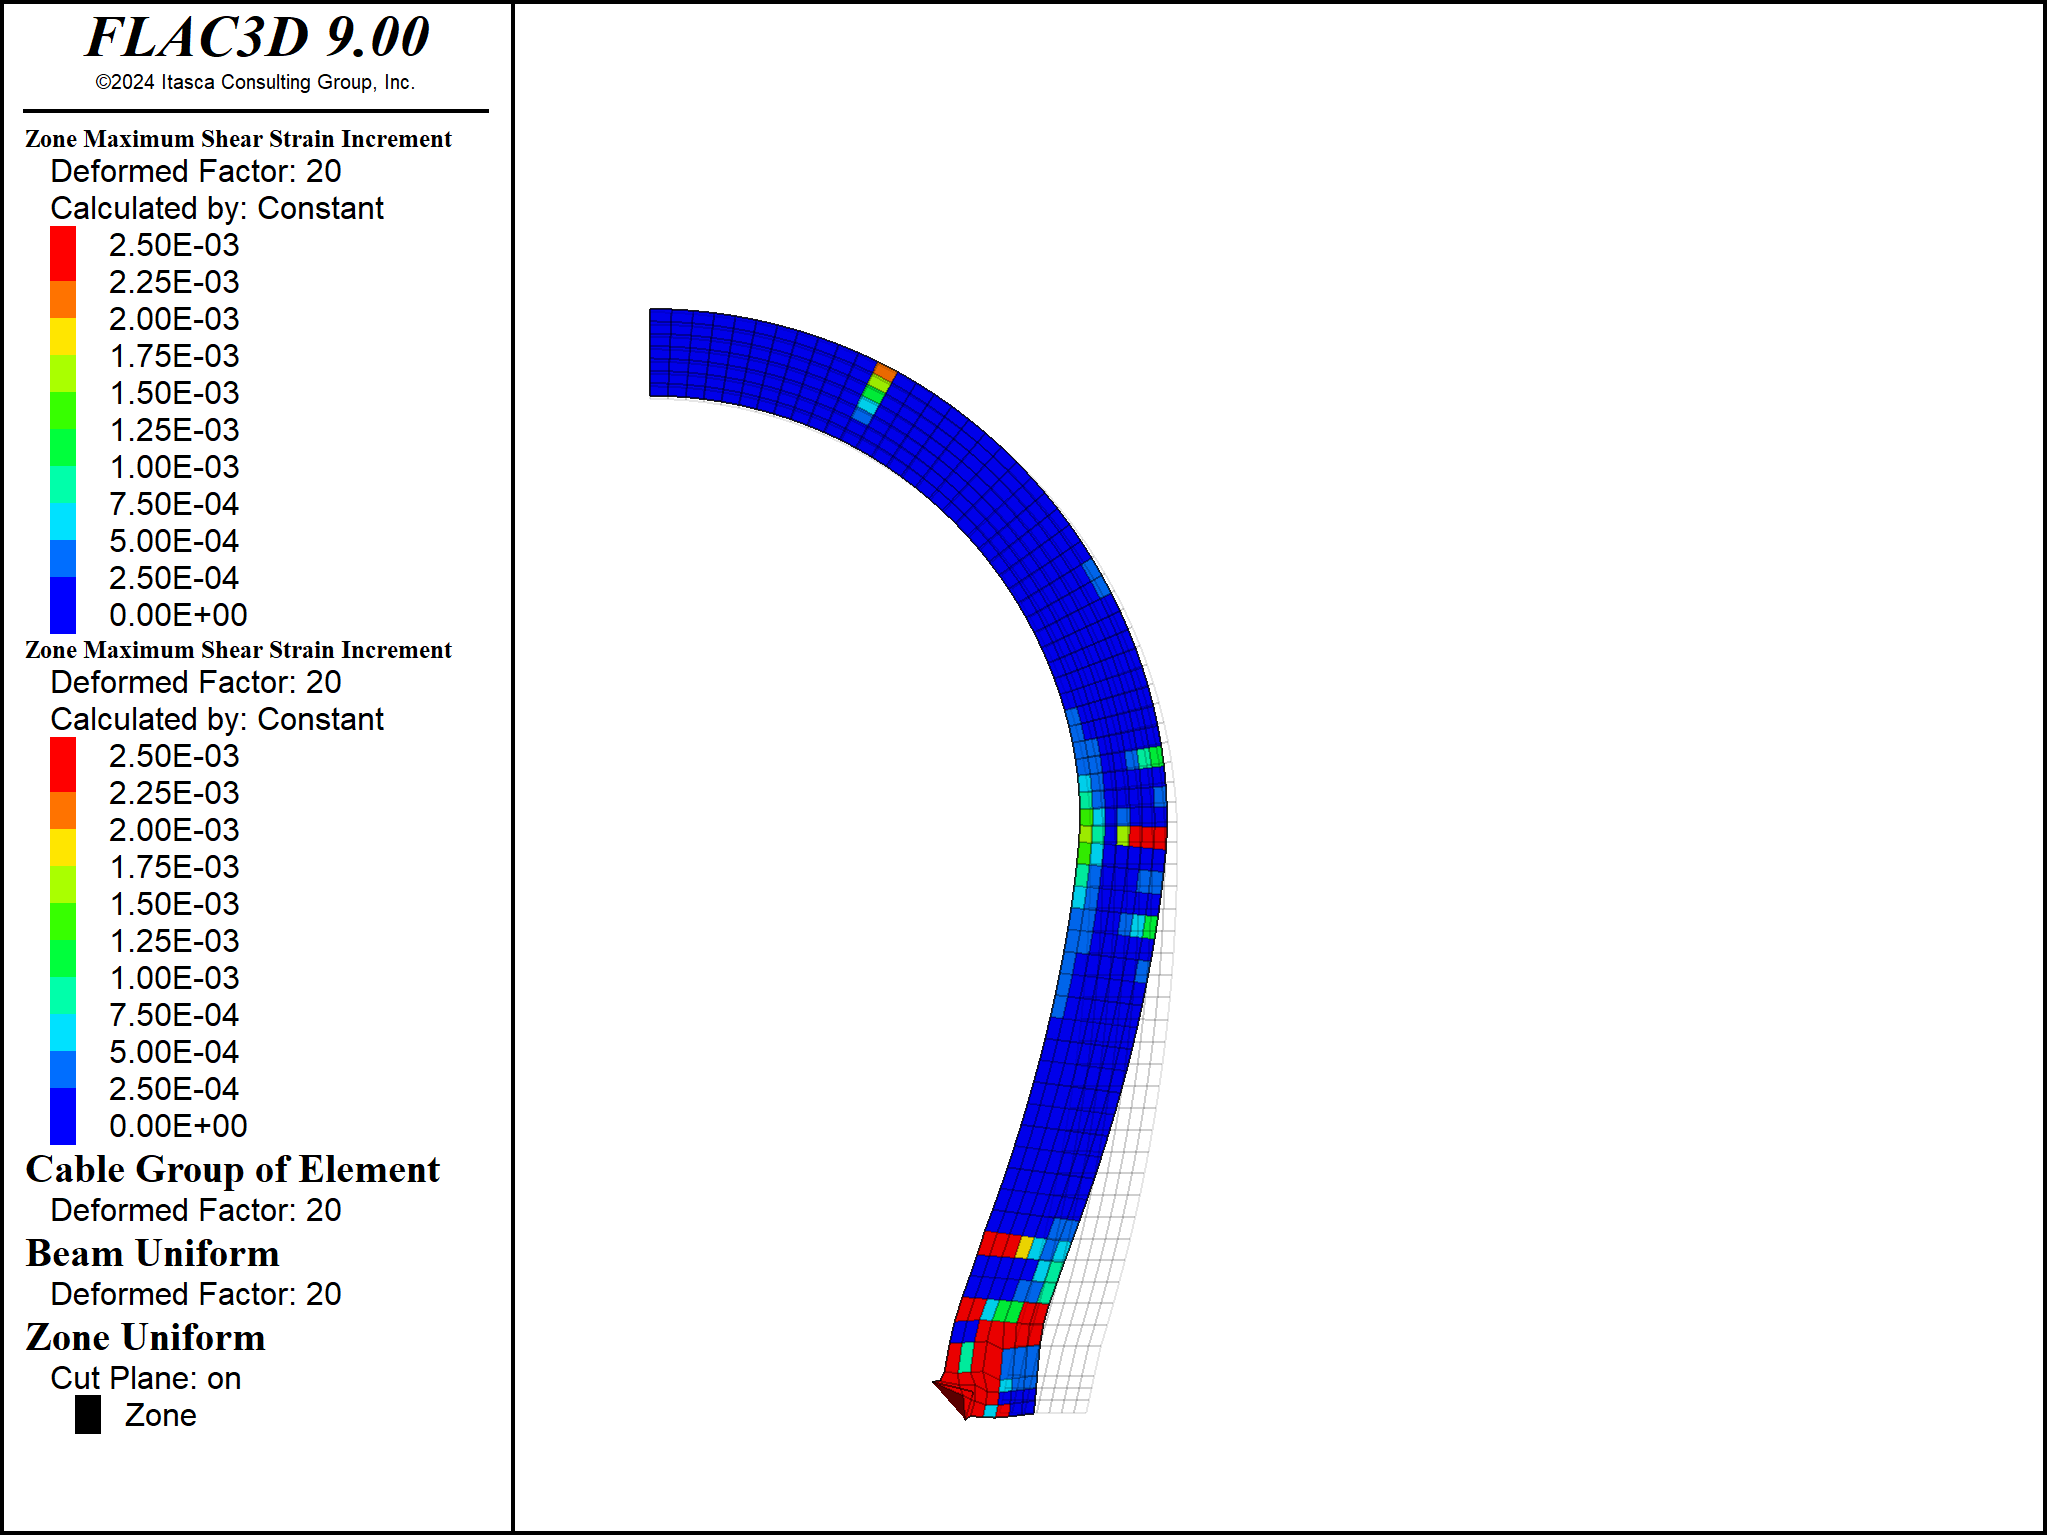 FLAC3D 9.00
©2024 Itasca Consulting Group, Inc.
Zone Maximum Shear Strain Increment
Deformed Factor: 20
Calculated by: Constant
2.50E-03
2.25E-03
2.00E-03
1.75E-03
1.50E-03
1.25E-03
1.00E-03
7.50E-04
5.00E-04
2.50E-04
0.00E+00
Zone Maximum Shear Strain Increment
Deformed Factor: 20
Calculated by: Constant
2.50E-03
2.25E-03
2.00E-03
1.75E-03
1.50E-03
1.25E-03
1.00E-03
7.50E-04
5.00E-04
2.50E-04
0.00E+00
Cable Group of Element
Deformed Factor: 20
Beam Uniform
Deformed Factor: 20
Zone Uniform
Cut Plane: on
Zone